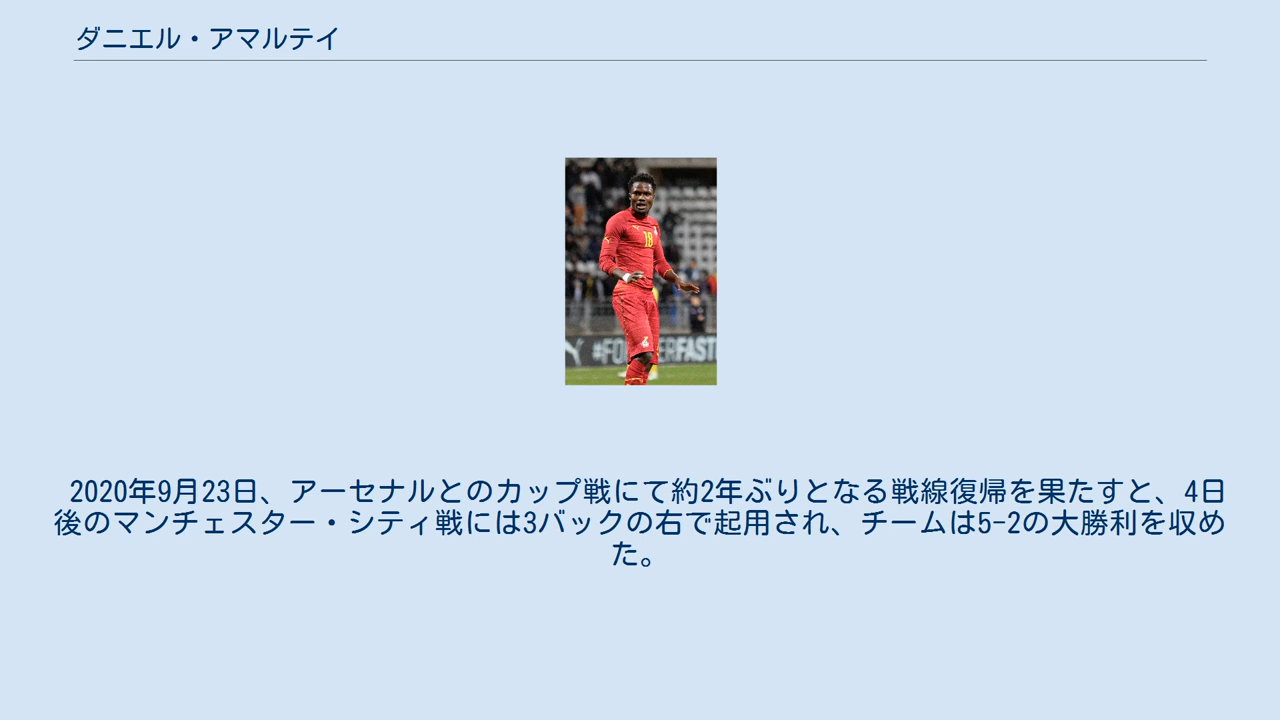 ダニエル・アマルテイ
19
#FO
ERFAST
2020年9月23日、アーセナルとのカップ戦にて約2年ぶりとなる戦線復帰を果たすと、4日
後のマンチェスター・シティ戦には3バックの右で起用され、チームは5-2の大勝利を収め
た。